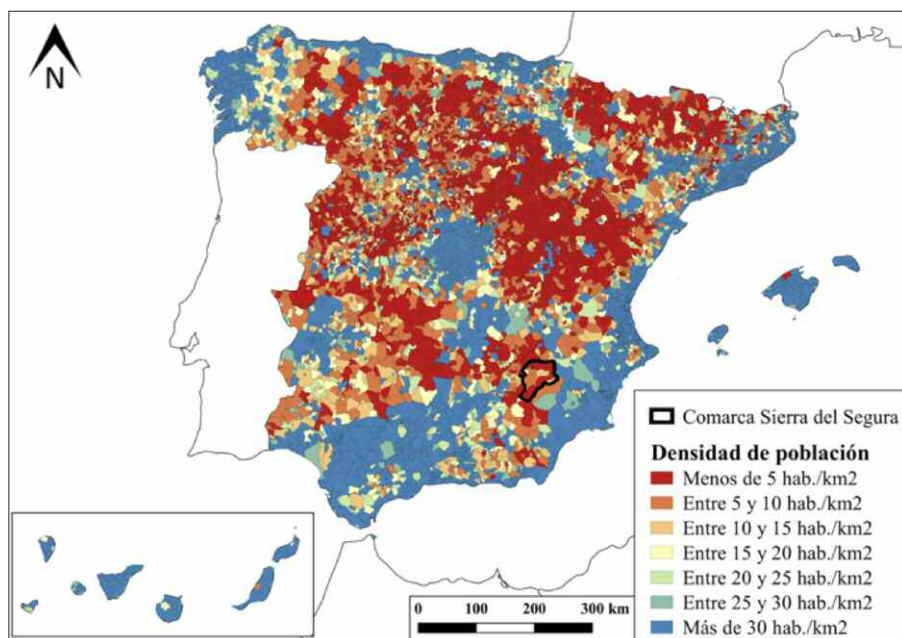 N
Comarca Sierra del Segura
Densidad de población
Menos de 5 hab./km2
Entre 5 y 10 hab./km2
Entre 10 y 15 hab./km2
Entre 15 y 20 hab./km2
Entre 20 y 25 hab./km2
Entre 25 y 30 hab./km2
Más de 30 hab./km2
0 100 200 300 km